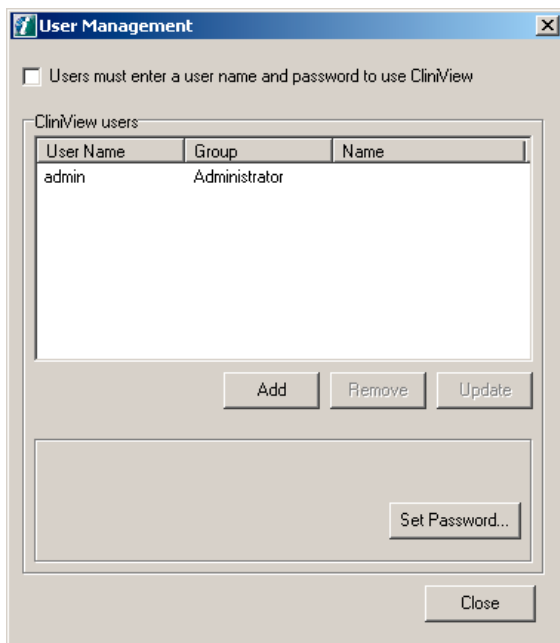 User Management
Users must enter a user name and password to use CliniView
CliniView users
User Name Group Name
admin Administrator
Add Remove Update
Set Password...
Close